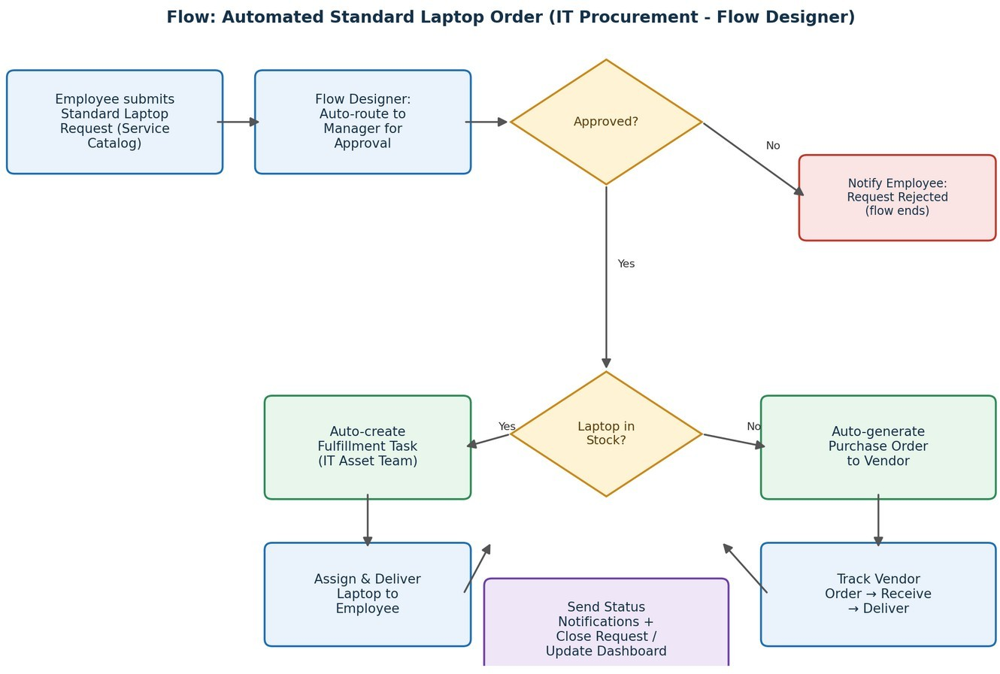 Flow: Automated Standard Laptop Order (IT Procurement - Flow Designer)
Employee submits
Standard Laptop
Request (Service
Catalog)
Flow Designer:
Auto-route to
Manager for
Approval
Approved?
No
Notify Employee:
Request Rejected
(flow ends)
Yes
Laptop in
Stock?
Yes
Auto-create
Fulfillment Task
(IT Asset Team)
No
Auto-generate
Purchase Order
to Vendor
Assign & Deliver
Laptop to
Employee
Send Status
Notifications +
Close Request /
Update Dashboard
Track Vendor
Order → Receive
→ Deliver